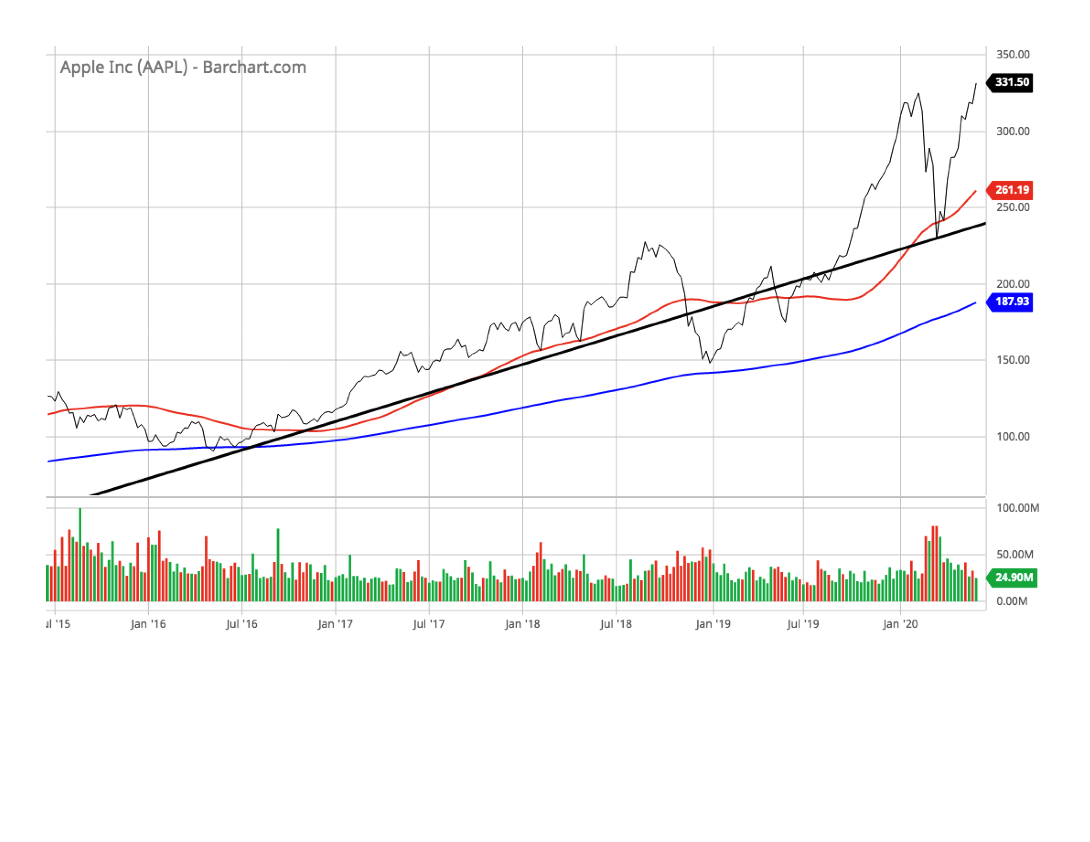 Apple Inc (AAPL) - Barchart.com
350.00
331.50
300.00
261.19
250.00
200.00
187.93
150.00
100.00
100.00M
50.00M
24.90M
0.00M
ul '15 Jan '16 Jul '16 Jan '17 Jul '17 Jan '18 Jul '18 Jan '19 Jul '19 Jan '20